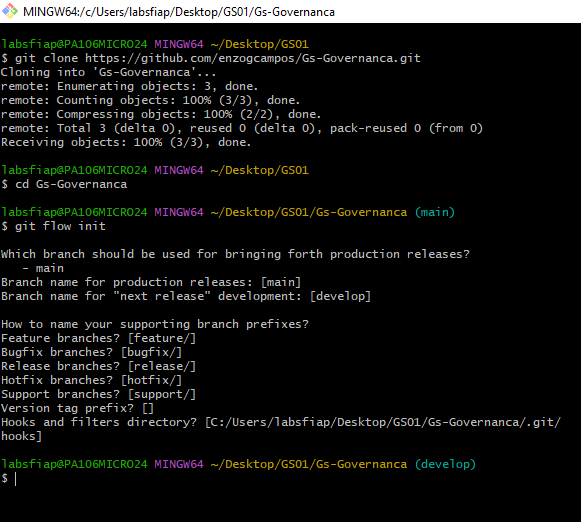 MINGW64:/c/Users/labsfiap/Desktop/GS01/Gs-Governanca
labsfiap@PA106MICRO24 MINGW64 ~/Desktop/GS01
$ git clone https://github.com/enzogcampos/Gs-Governanca.git
Cloning into 'Gs-Governanca'...
remote: Enumerating objects: 3, done.
remote: Counting objects: 100% (3/3), done.
remote: Compressing objects: 100% (2/2), done.
remote: Total 3 (delta 0), reused 0 (delta 0), pack-reused 0 (from 0)
Receiving objects: 100% (3/3), done.
labsfiap@PA106MICRO24 MINGW64 ~/Desktop/GS01
$ cd Gs-Governanca
labsfiap@PA106MICRO24 MINGW64 ~/Desktop/GS01/Gs-Governanca (main)
$ git flow init
Which branch should be used for bringing forth production releases?
   - main
Branch name for production releases: [main]
Branch name for "next release" development: [develop]
How to name your supporting branch prefixes?
Feature branches? [feature/]
Bugfix branches? [bugfix/]
Release branches? [release/]
Hotfix branches? [hotfix/]
Support branches? [support/]
Version tag prefix? []
Hooks and filters directory? [C:/Users/labsfiap/Desktop/GS01/Gs-Governanca/.git/
hooks]
labsfiap@PA106MICRO24 MINGW64 ~/Desktop/GS01/Gs-Governanca (develop)
$